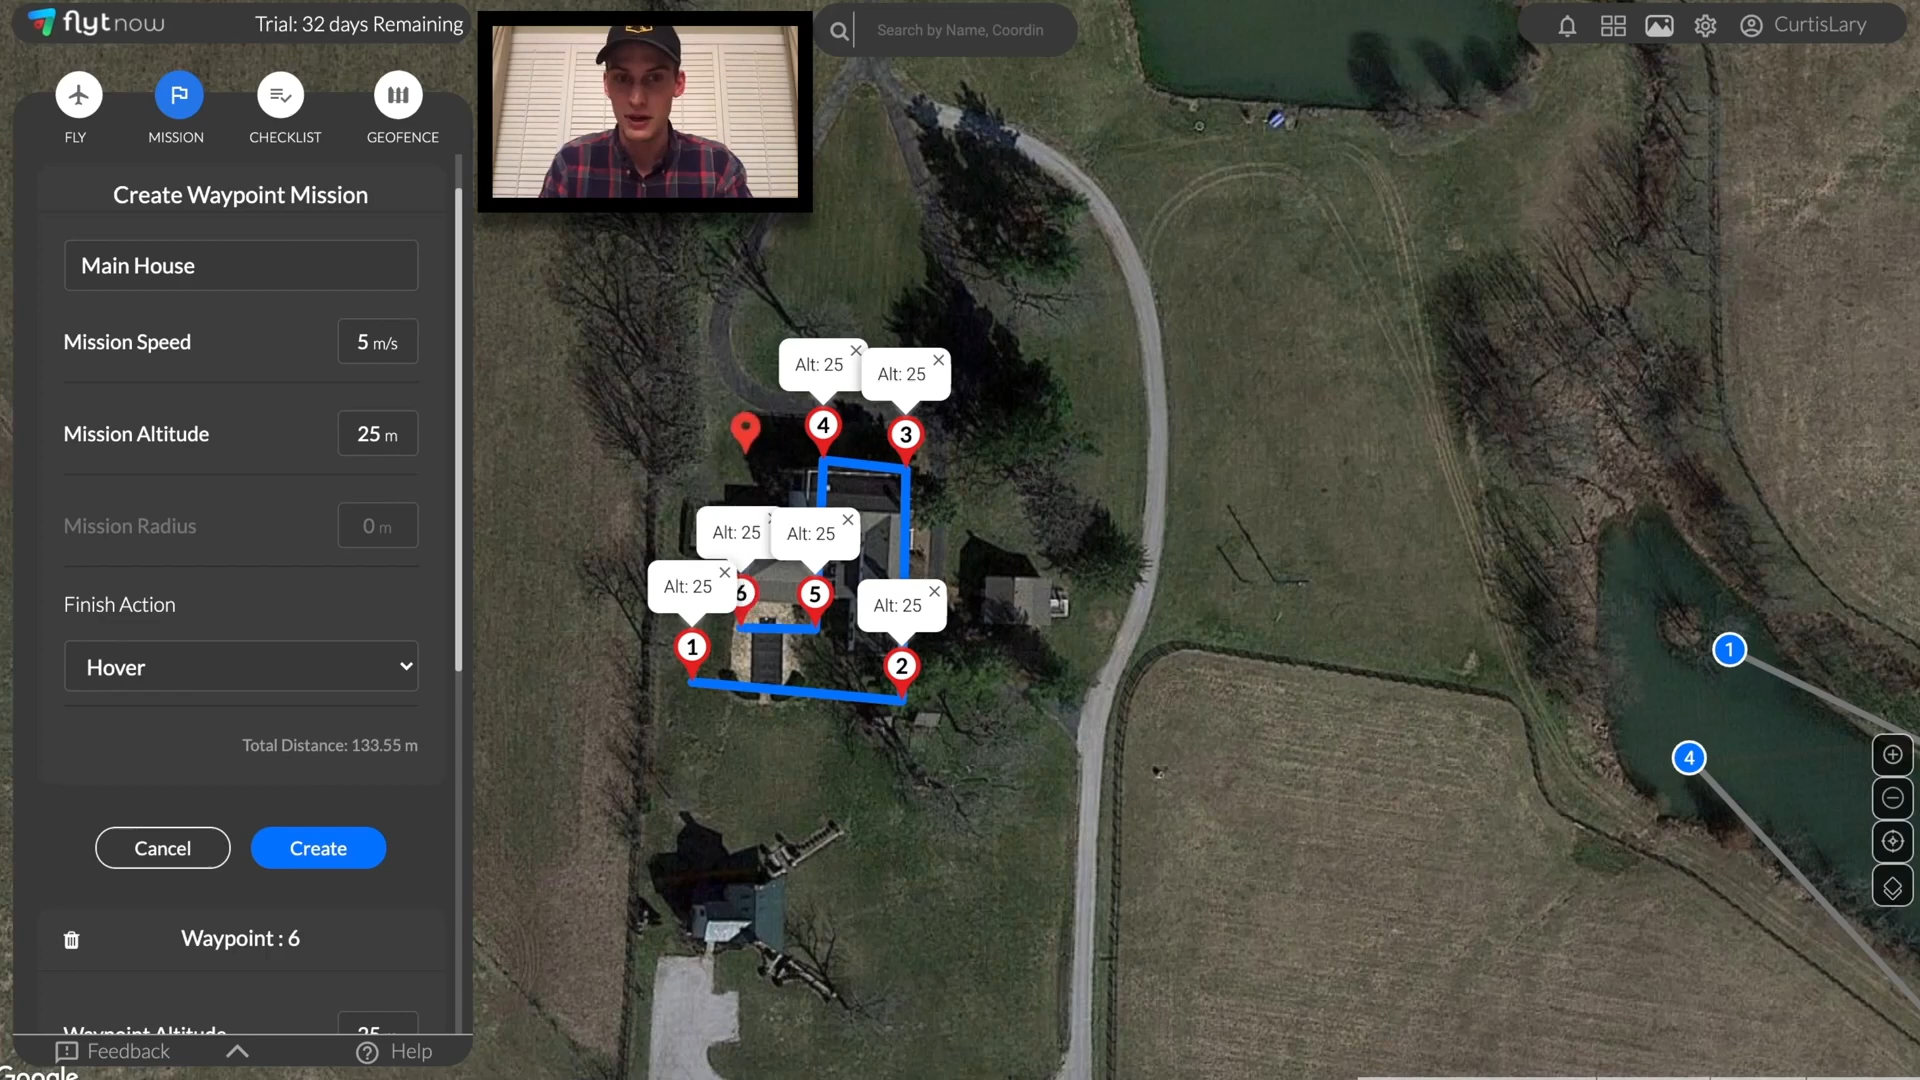 flytnow
Trial: 32 days Remaining
Search by Name, Coordin
CurtisLary
FLY
MISSION
CHECKLIST
GEOFENCE
Create Waypoint Mission
Main House
Mission Speed
5 m/s
Mission Altitude
25 m
Mission Radius
0 m
Finish Action
Hover
Total Distance: 133.55 m
Cancel
Create
Waypoint : 6
Waypoint Altitude
25
Feedback
Help
Google
Alt: 25
Alt: 25
4
3
Alt: 25
Alt: 25
Alt: 25
6
5
Alt: 25
1
2
1
4